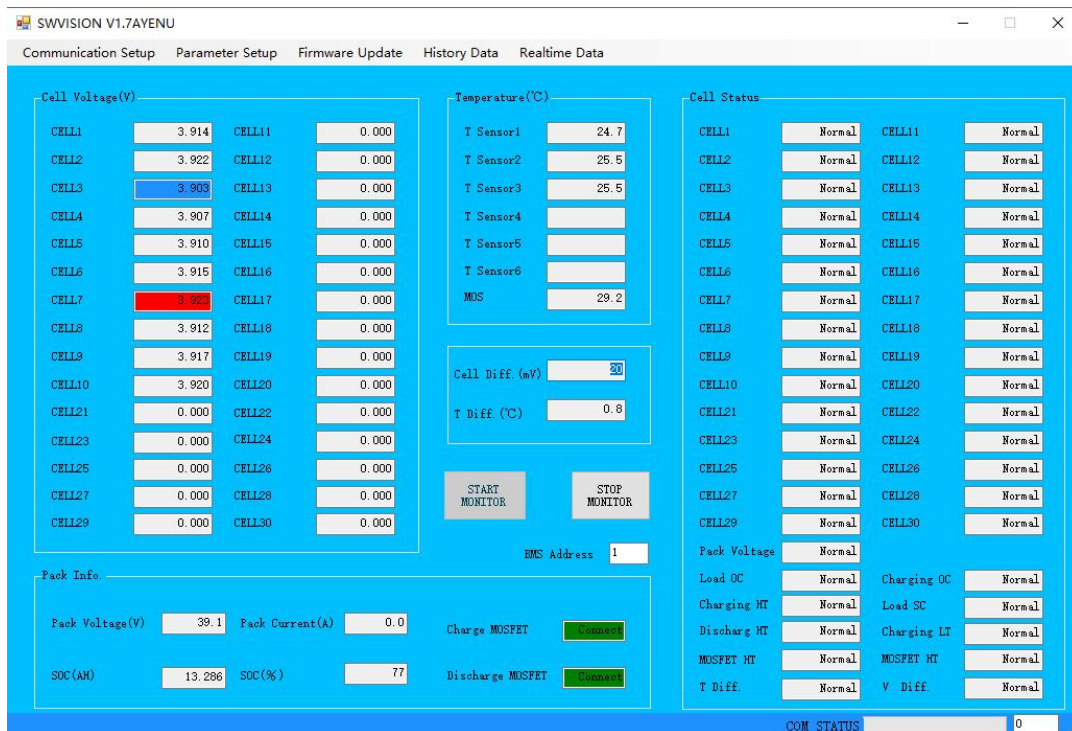 SWVISION V1.7AYENU
Communication Setup Parameter Setup Firmware Update History Data Realtime Data
Cell Voltage(V)
CELL1 3.914 CELL11 0.000
CELL2 3.922 CELL12 0.000
CELL3 3.903 CELL13 0.000
CELL4 3.907 CELL14 0.000
CELL5 3.910 CELL15 0.000
CELL6 3.915 CELL16 0.000
CELL7 3.923 CELL17 0.000
CELL8 3.912 CELL18 0.000
CELL9 3.917 CELL19 0.000
CELL10 3.920 CELL20 0.000
CELL21 0.000 CELL22 0.000
CELL23 0.000 CELL24 0.000
CELL25 0.000 CELL26 0.000
CELL27 0.000 CELL28 0.000
CELL29 0.000 CELL30 0.000
Temperature(℃)
T Sensor1 24.7
T Sensor2 25.5
T Sensor3 25.5
T Sensor4
T Sensor5
T Sensor6
MOS 29.2
Cell Diff.(mV) 20
T Diff.(℃) 0.8
START MONITOR
STOP MONITOR
BMS Address 1
Pack Info.
Pack Voltage(V) 39.1 Pack Current(A) 0.0 Charge MOSFET Connect
SOC(AH) 13.286 SOC(%) 77 Discharge MOSFET Connect
Cell Status
CELL1 Normal CELL11 Normal
CELL2 Normal CELL12 Normal
CELL3 Normal CELL13 Normal
CELL4 Normal CELL14 Normal
CELL5 Normal CELL15 Normal
CELL6 Normal CELL16 Normal
CELL7 Normal CELL17 Normal
CELL8 Normal CELL18 Normal
CELL9 Normal CELL19 Normal
CELL10 Normal CELL20 Normal
CELL21 Normal CELL22 Normal
CELL23 Normal CELL24 Normal
CELL25 Normal CELL26 Normal
CELL27 Normal CELL28 Normal
CELL29 Normal CELL30 Normal
Pack Voltage Normal
Load OC Normal Charging OC Normal
Charging HT Normal Load SC Normal
Discharg HT Normal Charging LT Normal
MOSFET HT Normal MOSFET HT Normal
T Diff. Normal V Diff. Normal
COM STATUS 0